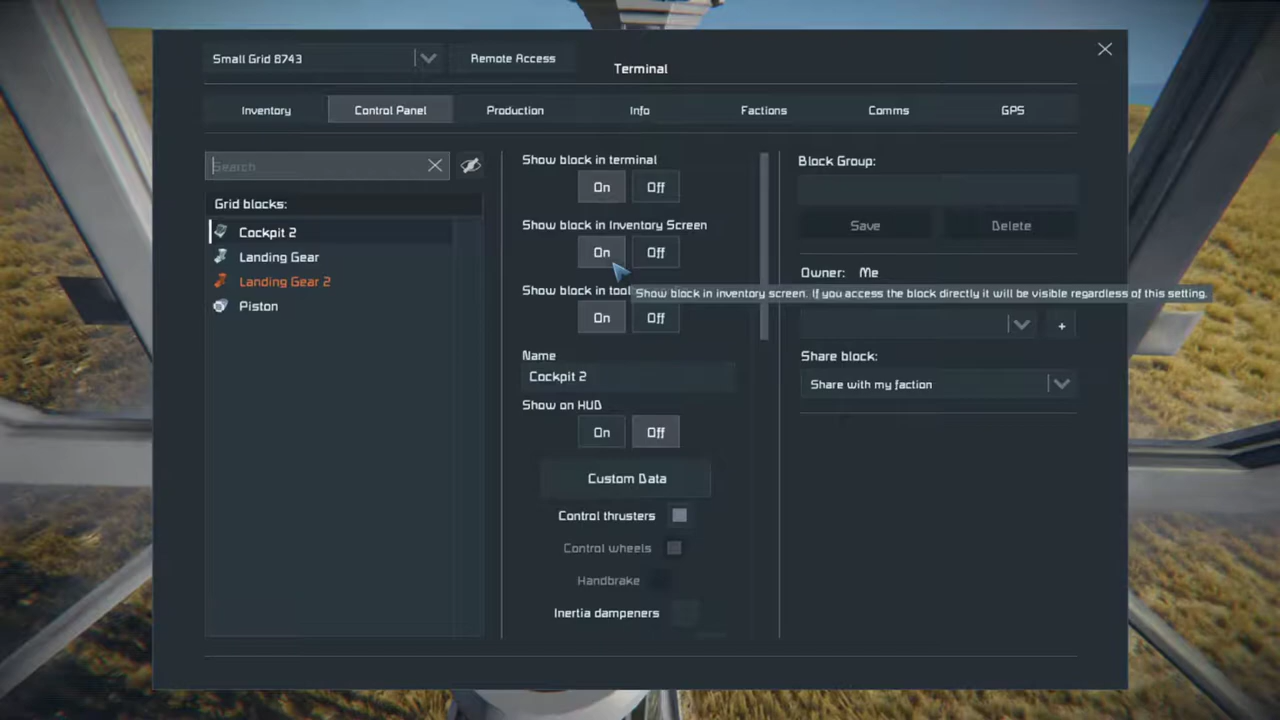 Small Grid 8743
Remote Access
Terminal
Inventory
Control Panel
Production
Info
Factions
Comms
GPS
Search
Grid blocks:
Cockpit 2
Landing Gear
Landing Gear 2
Piston
Show block in terminal
On Off
Show block in Inventory Screen
On Off
Show block in tool
Show block in inventory screen. If you access the block directly it will be visible regardless of this setting.
On Off
Name
Cockpit 2
Show on HUD
On Off
Custom Data
Control thrusters
Control wheels
Handbrake
Inertia dampeners
Block Group:
Save
Delete
Owner: Me
+
Share block:
Share with my faction